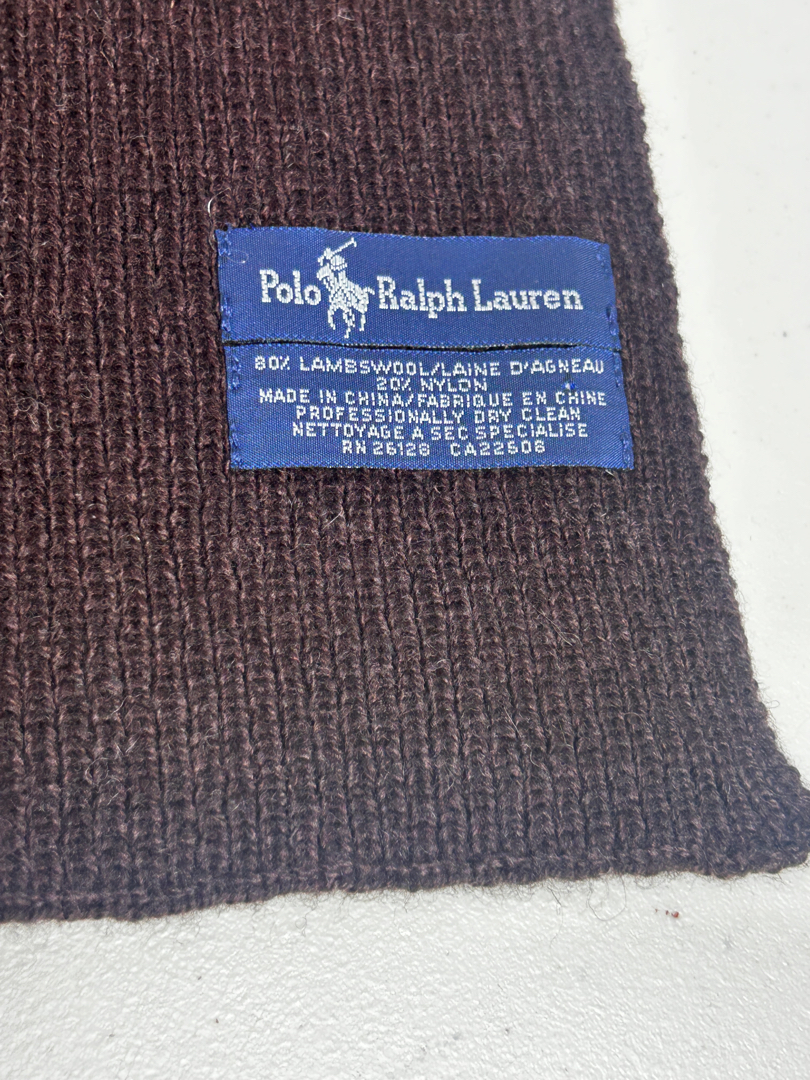 Polo Ralph Lauren
80% LAMBSWOOL/LAINE D'AGNEAU
20% NYLON
MADE IN CHINA/FABRIQUE EN CHINE
PROFESSIONALLY DRY CLEAN
NETTOYAGE A SEC SPECIALISE
RN 26128 CA22608